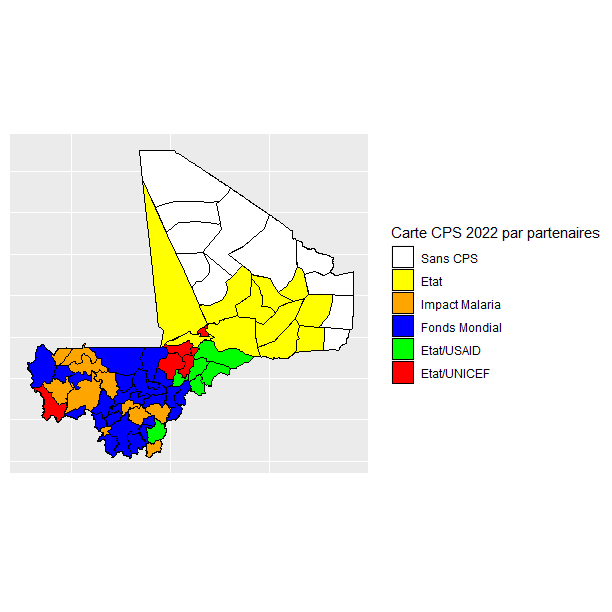 Carte CPS 2022 par partenaires
Sans CPS
Etat
Impact Malaria
Fonds Mondial
Etat/USAID
Etat/UNICEF